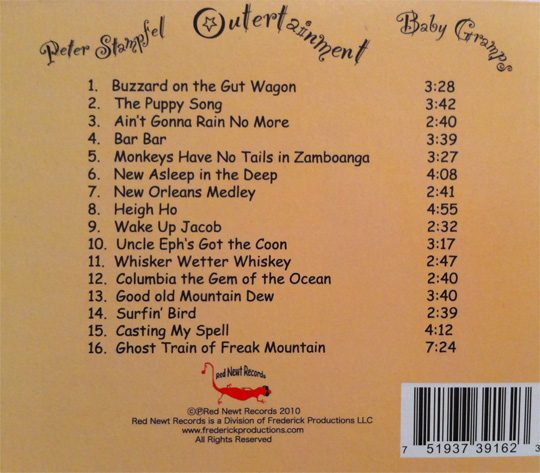 Peter Stampfel Outertainment Baby Gramps
1. Buzzard on the Gut Wagon 3:28
2. The Puppy Song 3:42
3. Ain't Gonna Rain No More 2:40
4. Bar Bar 3:39
5. Monkeys Have No Tails in Zamboanga 3:27
6. New Asleep in the Deep 4:08
7. New Orleans Medley 2:41
8. Heigh Ho 4:55
9. Wake Up Jacob 2:32
10. Uncle Eph's Got the Coon 3:17
11. Whisker Wetter Whiskey 2:47
12. Columbia the Gem of the Ocean 2:40
13. Good old Mountain Dew 3:40
14. Surfin' Bird 2:39
15. Casting My Spell 4:12
16. Ghost Train of Freak Mountain 7:24
Red Newt Records
©℗Red Newt Records 2010
Red Newt Records is a Division of Frederick Productions LLC
www.frederickproductions.com
All Rights Reserved
7 51937 39162 3